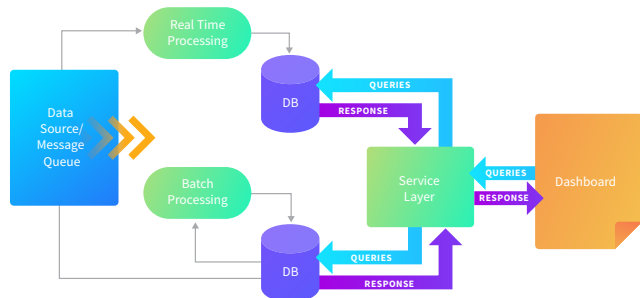 Real Time
Processing
QUERIES
DB
RESPONSE
Data
Source/
Message
Queue
Service
Layer
QUERIES
RESPONSE
Dashboard
Batch
Processing
DB
QUERIES
RESPONSE